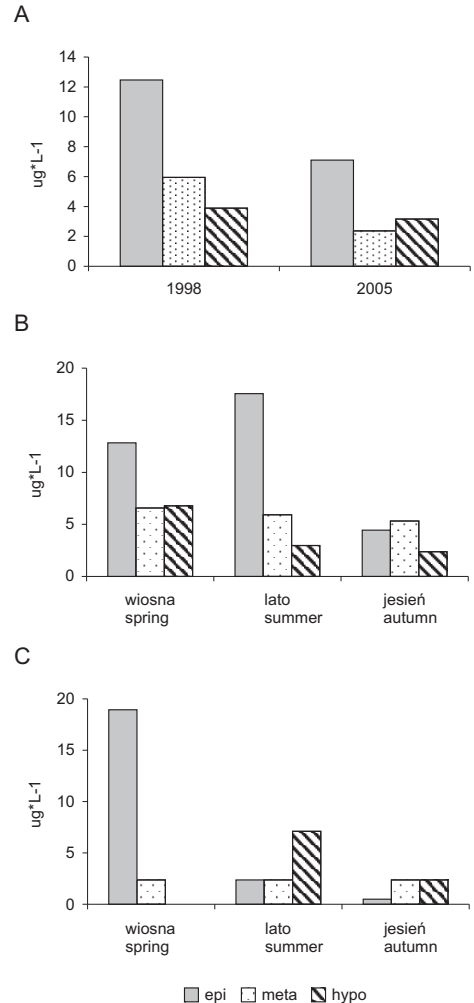 A
ug*L-1
14
12
10
8
6
4
2
0
1998 2005
B
ug*L-1
20
15
10
5
0
wiosna lato jesień
spring summer autumn
C
ug*L-1
20
15
10
5
0
wiosna lato jesień
spring summer autumn
epi meta hypo